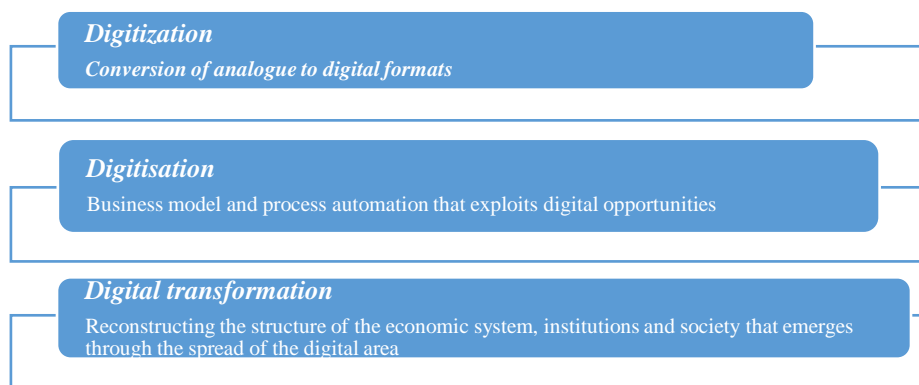 Digitization
Conversion of analogue to digital formats
Digitisation
Business model and process automation that exploits digital opportunities
Digital transformation
Reconstructing the structure of the economic system, institutions and society that emerges
through the spread of the digital area